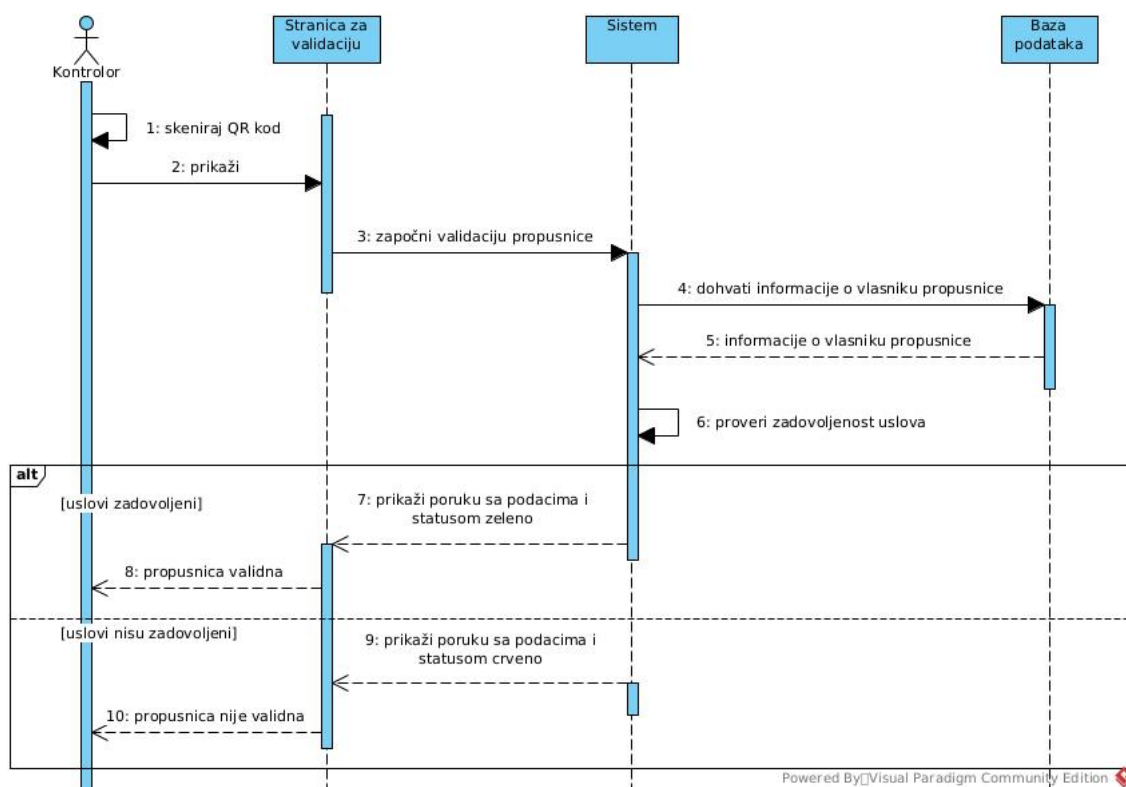 Stranica za
validaciju
Sistem
Baza
podataka
Kontrolor
1: skeniraj QR kod
2: prikaži
3: započni validaciju propusnice
4: dohvati informacije o vlasniku propusnice
5: informacije o vlasniku propusnice
6: proveri zadovoljenost uslova
alt
[uslovi zadovoljeni]
7: prikaži poruku sa podacima i
statusom zeleno
8: propusnica validna
[uslovi nisu zadovoljeni]
9: prikaži poruku sa podacima i
statusom crveno
10: propusnica nije validna
Powered By Visual Paradigm Community Edition